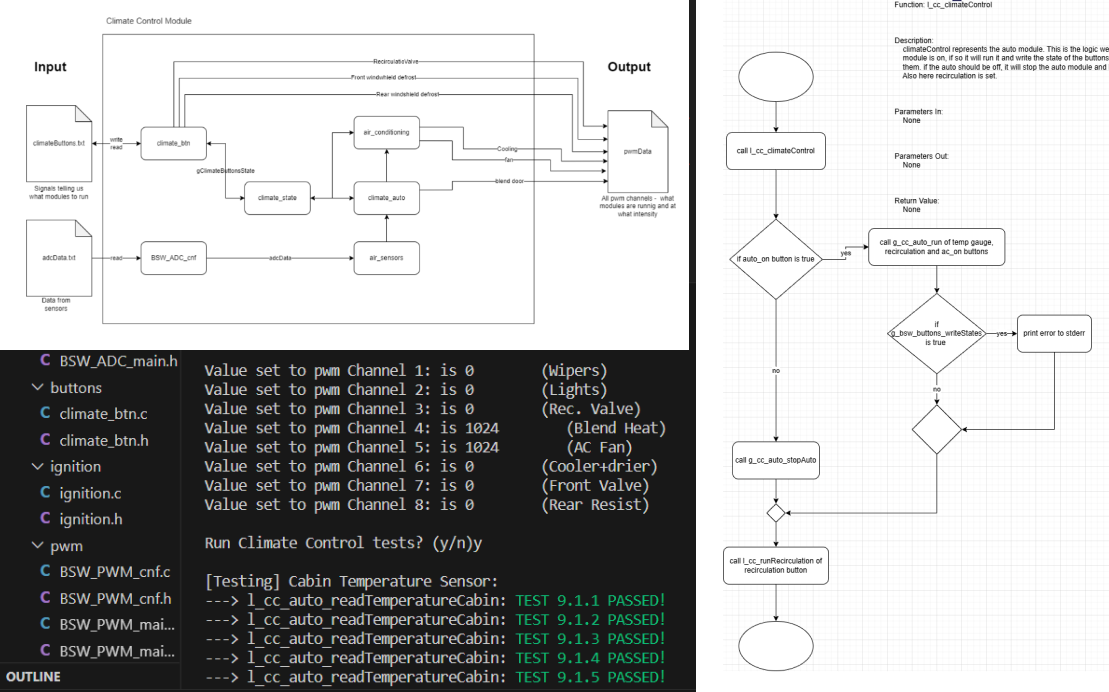 Climate Control Module
Input
Output
RecirculatioValve
Front windwhield defrost
Rear windshield defrost
climateButtons.txt
write
read
climate_btn
air_conditioning
pwmData
Cooling
fan
gClimateButtonsState
Signals telling us
what modules to run
climate_state
climate_auto
blend door
All pwm channels - what
modules are runnig and at
what intensity
adcData.txt
read
BSW_ADC_cnf
adcData
air_sensors
Data from
sensors
BSW_ADC_main.h
buttons
climate_btn.c
climate_btn.h
ignition
ignition.c
ignition.h
pwm
BSW_PWM_cnf.c
BSW_PWM_cnf.h
BSW_PWM_mai...
BSW_PWM_mai...
OUTLINE
Value set to pwm Channel 1: is 0 (Wipers)
Value set to pwm Channel 2: is 0 (Lights)
Value set to pwm Channel 3: is 0 (Rec. Valve)
Value set to pwm Channel 4: is 1024 (Blend Heat)
Value set to pwm Channel 5: is 1024 (AC Fan)
Value set to pwm Channel 6: is 0 (Cooler+drier)
Value set to pwm Channel 7: is 0 (Front Valve)
Value set to pwm Channel 8: is 0 (Rear Resist)
Run Climate Control tests? (y/n)y
[Testing] Cabin Temperature Sensor:
---> l_cc_auto_readTemperatureCabin: TEST 9.1.1 PASSED!
---> l_cc_auto_readTemperatureCabin: TEST 9.1.2 PASSED!
---> l_cc_auto_readTemperatureCabin: TEST 9.1.3 PASSED!
---> l_cc_auto_readTemperatureCabin: TEST 9.1.4 PASSED!
---> l_cc_auto_readTemperatureCabin: TEST 9.1.5 PASSED!
Function: l_cc_climateControl
Description:
climateControl represents the auto module. This is the logic we
module is on, if so it will run it and write the state of the buttons
them. if the auto should be off, it will stop the auto module and
Also here recirculation is set.
Parameters In:
None
Parameters Out:
None
Return Value:
None
call l_cc_climateControl
if auto_on button is true
yes
call g_cc_auto_run of temp gauge,
recirculation and ac_on buttons
if
g_bsw_buttons_writeStates
is true
yes
print error to stderr
no
no
call g_cc_auto_stopAuto
call l_cc_runRecirculation of
recirculation button